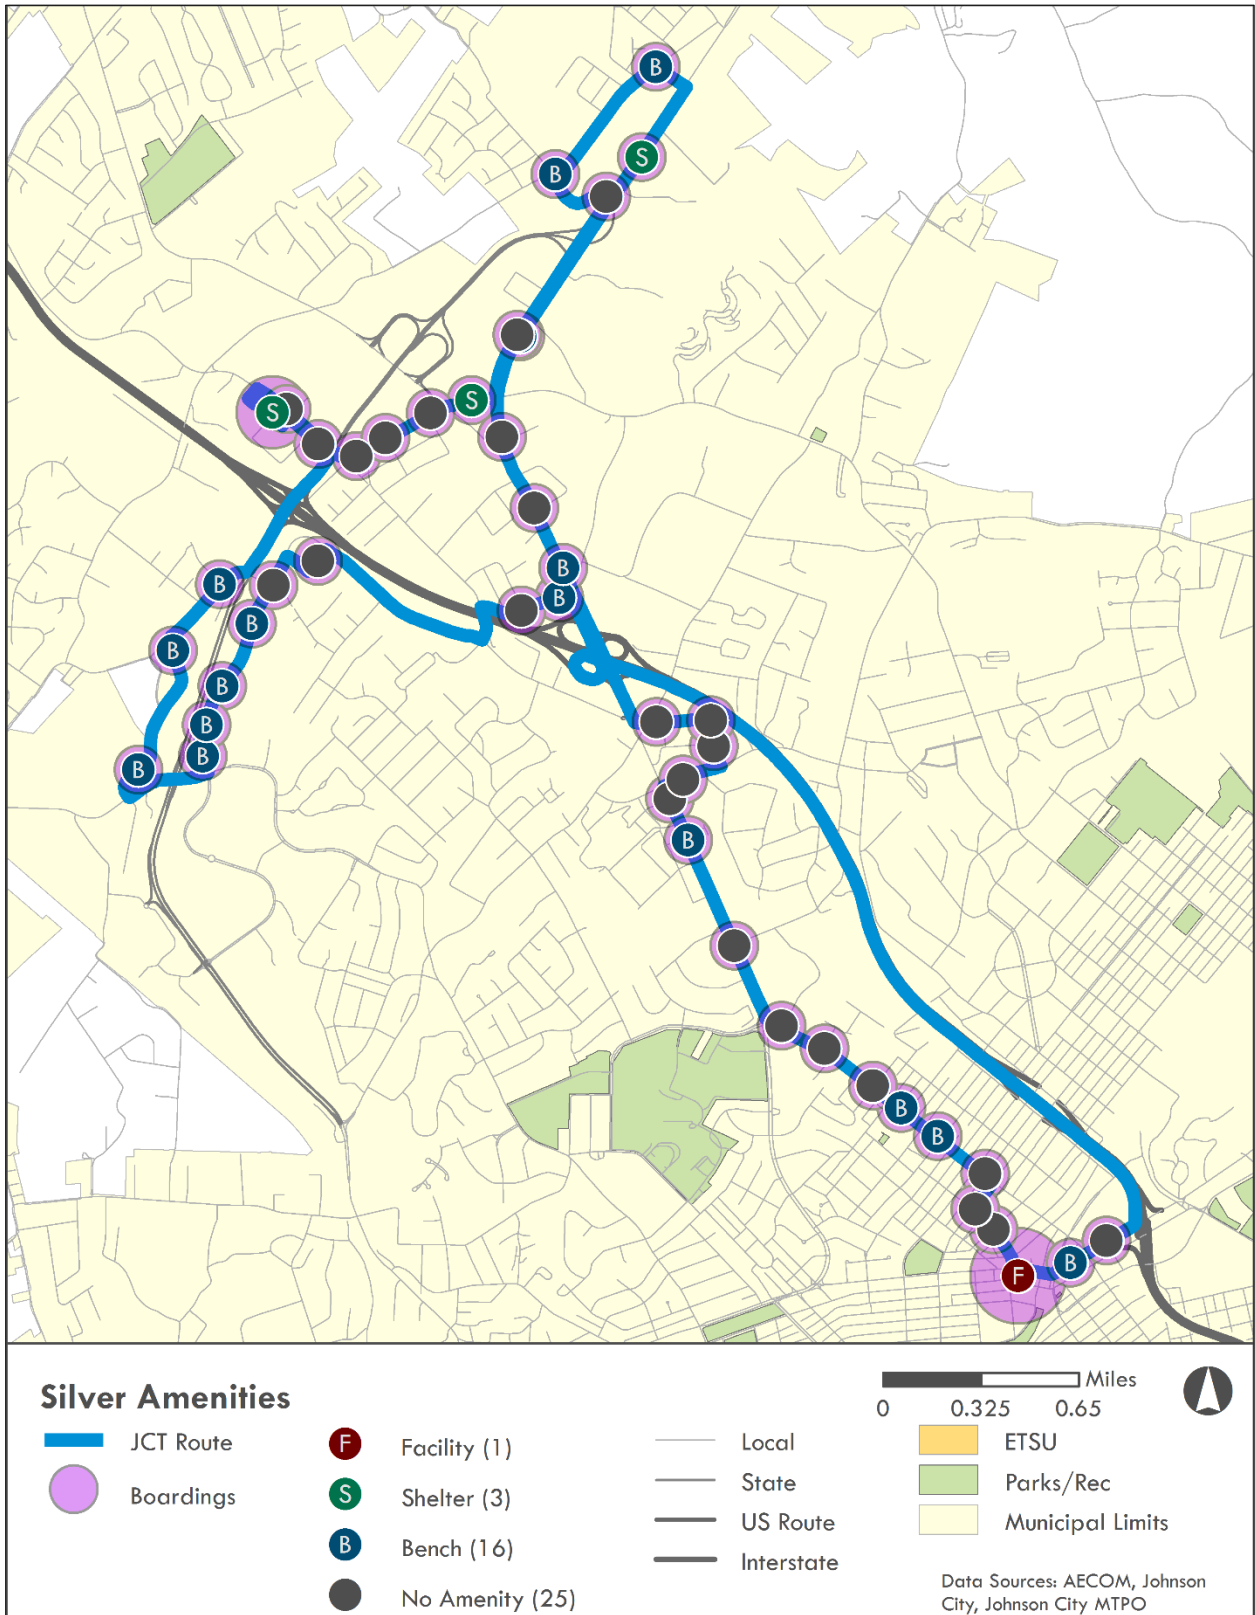 B
S
B
S
S
B
B
B
B
B
B
B
B
B
B
B
B
B
F
Silver Amenities
JCT Route
Boardings
F Facility (1)
S Shelter (3)
B Bench (16)
No Amenity (25)
Local
State
US Route
Interstate
Miles
0 0.325 0.65
ETSU
Parks/Rec
Municipal Limits
Data Sources: AECOM, Johnson
City, Johnson City MTPO